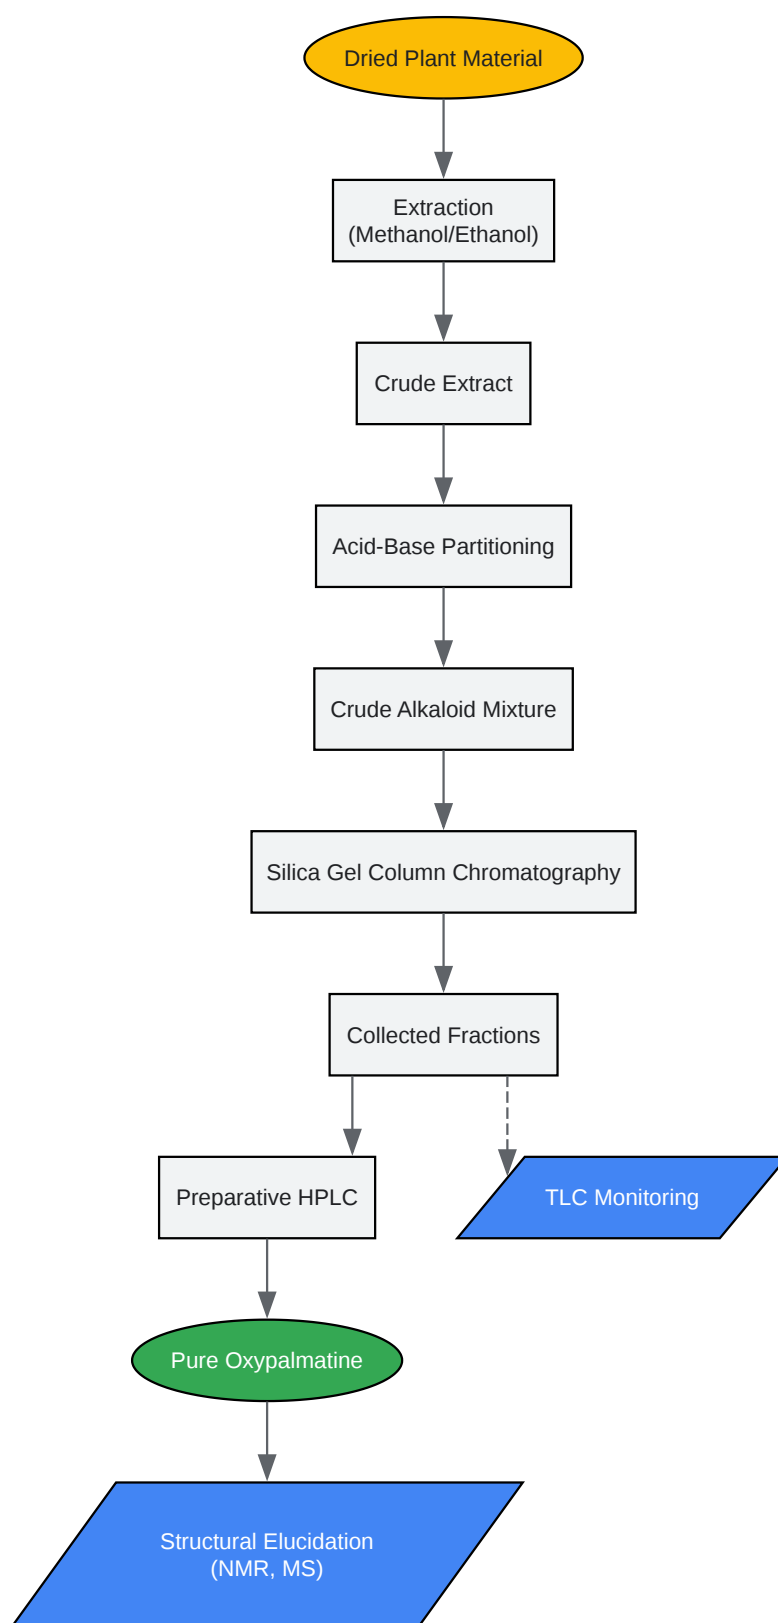 Dried Plant Material
Extraction
(Methanol/Ethanol)
Crude Extract
Acid-Base Partitioning
Crude Alkaloid Mixture
Silica Gel Column Chromatography
Collected Fractions
Preparative HPLC
TLC Monitoring
Pure Oxypalmatine
Structural Elucidation
(NMR, MS)